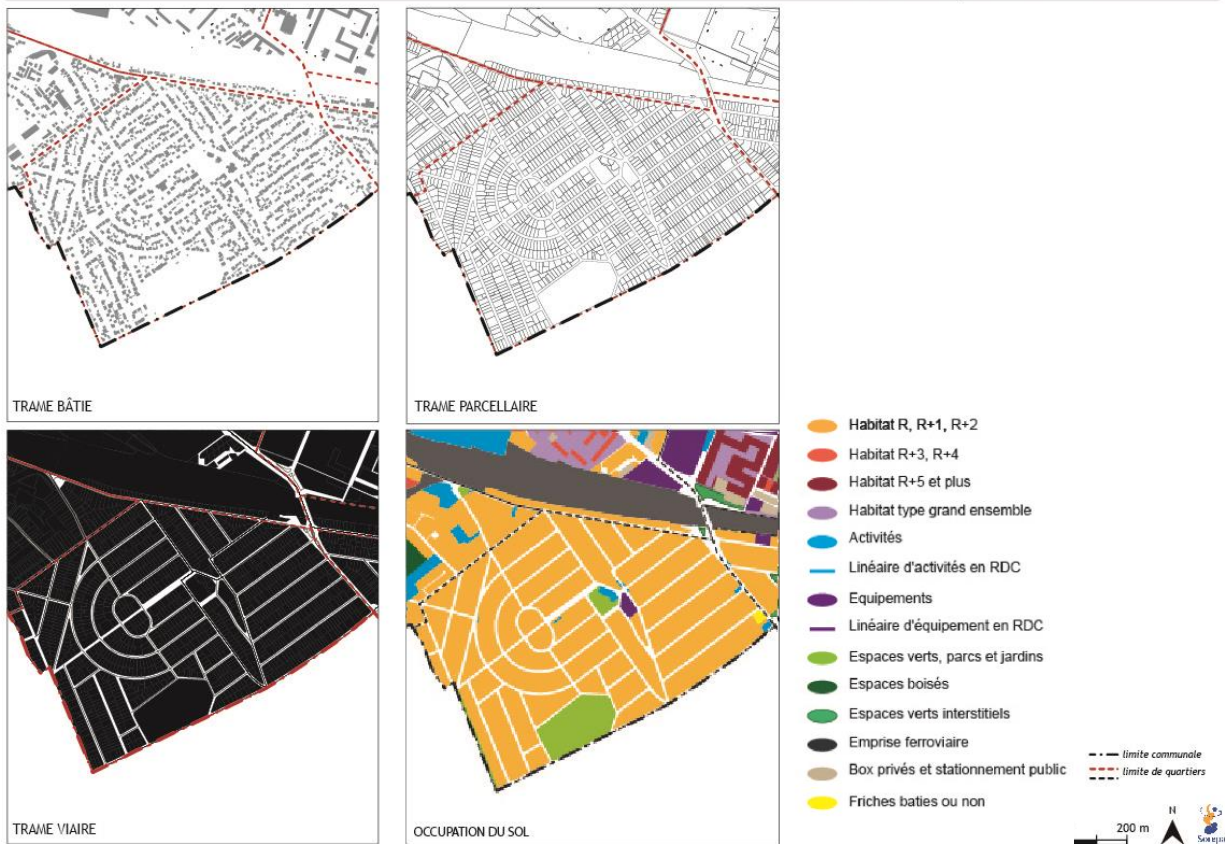 TRAME BÂTIE
TRAME PARCELLAIRE
TRAME VIAIRE
OCCUPATION DU SOL
Habitat R, R+1, R+2
Habitat R+3, R+4
Habitat R+5 et plus
Habitat type grand ensemble
Activités
Linéaire d'activités en RDC
Equipements
Linéaire d'équipement en RDC
Espaces verts, parcs et jardins
Espaces boisés
Espaces verts interstitiels
Emprise ferroviaire
Box privés et stationnement public
Friches baties ou non
limite communale
limite de quartiers
200 m
N